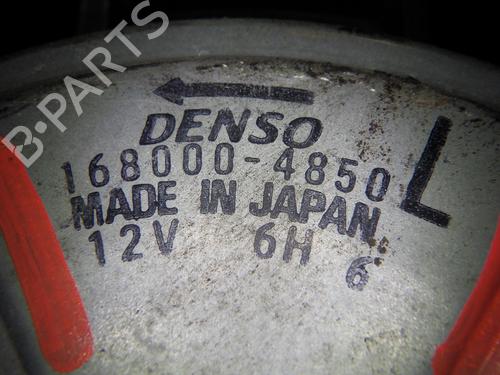 B-PARTS
DENSO
168000-4850 L
MADE IN JAPAN
12V 6H 6